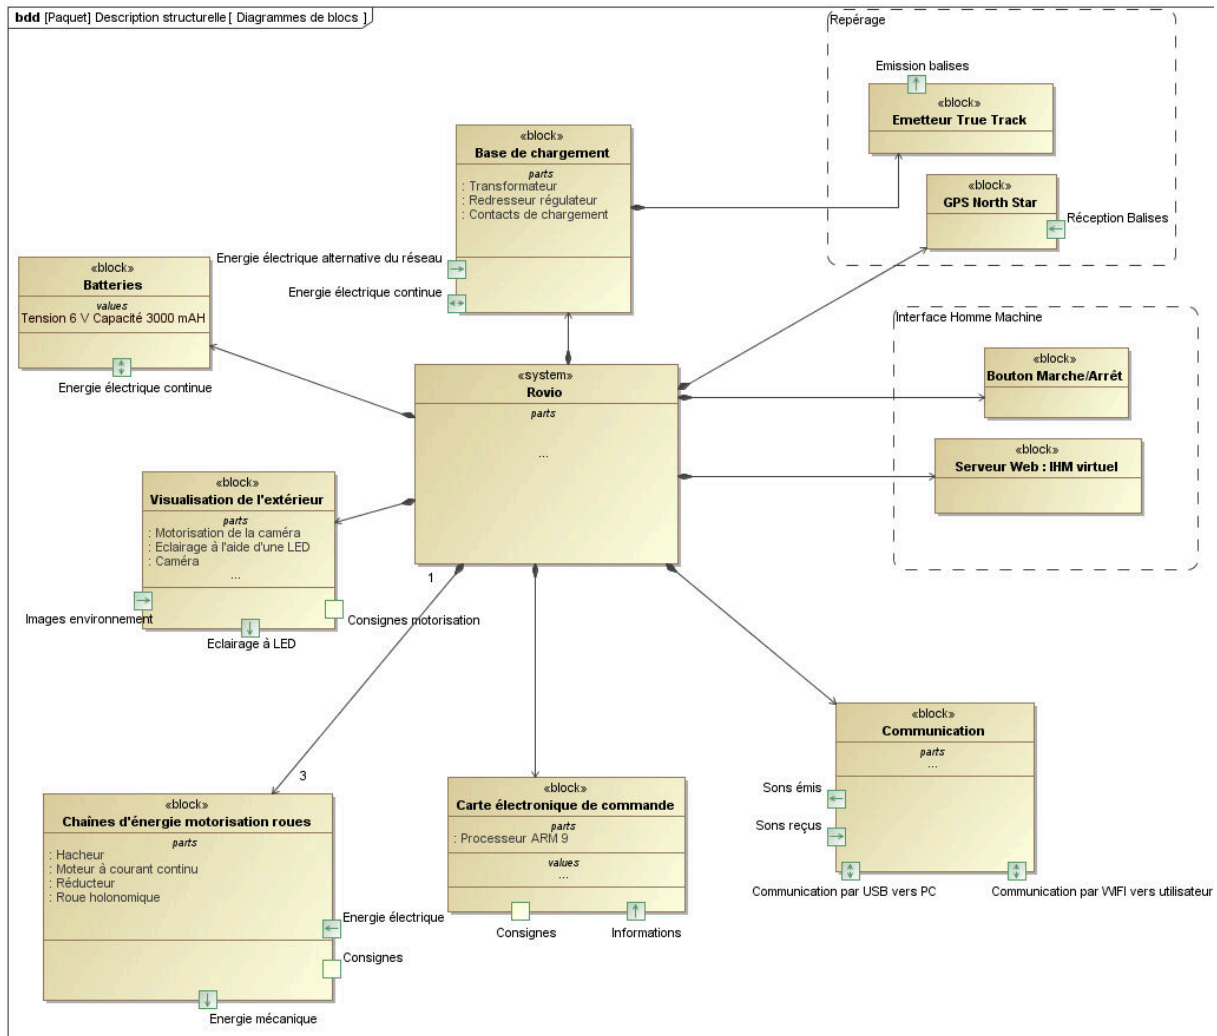 bdd [Paquet] Description structurelle [ Diagrammes de blocs ]
Repérage
Emission balises
«block»
Emetteur True Track
«block»
GPS North Star
Réception Balises
«block»
Base de chargement
parts
: Transformateur
: Redresseur régulateur
: Contacts de chargement
Energie électrique alternative du réseau
Energie électrique continue
«block»
Batteries
values
Tension 6 V Capacité 3000 mAH
Energie électrique continue
Interface Homme Machine
«block»
Bouton Marche/Arrêt
«block»
Serveur Web : IHM virtuel
«system»
Rovio
parts
...
«block»
Visualisation de l'extérieur
parts
: Motorisation de la caméra
: Eclairage à l'aide d'une LED
: Caméra
...
Images environnement
Consignes motorisation
Eclairage à LED
1
3
«block»
Chaînes d'énergie motorisation roues
parts
: Hacheur
: Moteur à courant continu
: Réducteur
: Roue holonomique
Energie électrique
Consignes
Energie mécanique
«block»
Carte électronique de commande
parts
: Processeur ARM 9
values
...
Consignes
Informations
«block»
Communication
parts
...
Sons émis
Sons reçus
Communication par USB vers PC
Communication par WIFI vers utilisateur